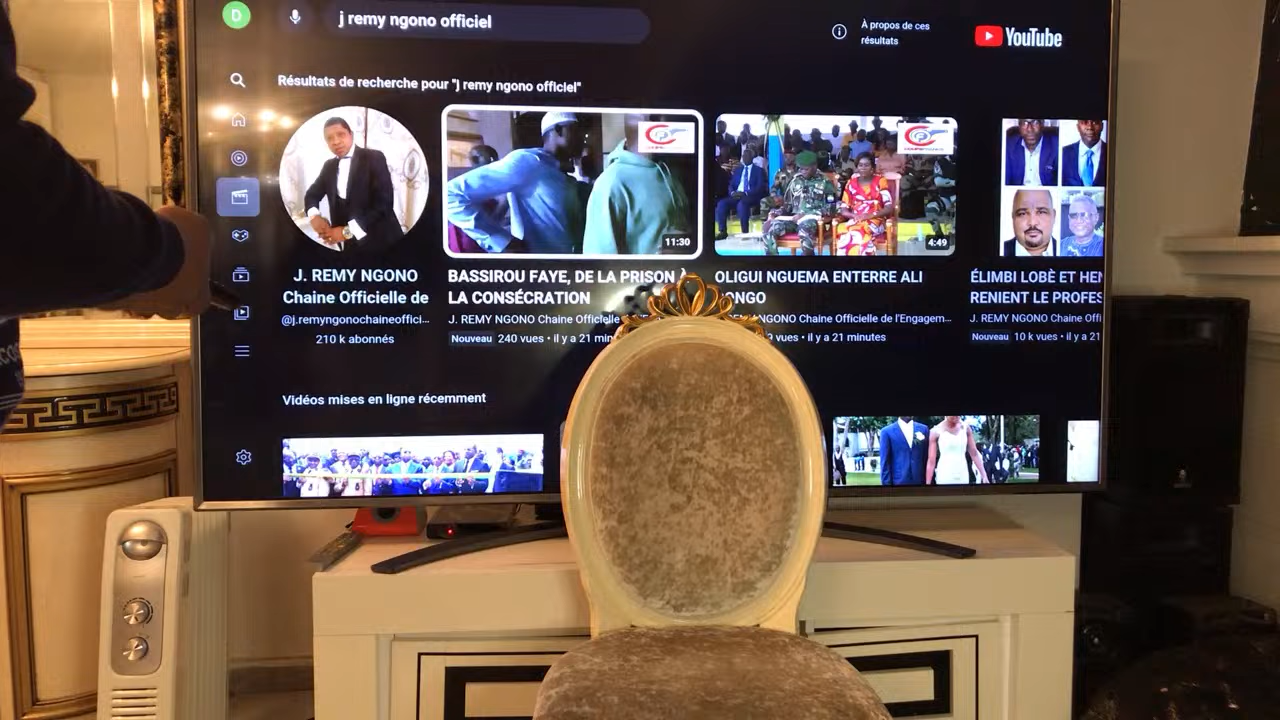 D
j remy ngono officiel
À propos de ces
résultats
YouTube
Résultats de recherche pour "j remy ngono officiel"
11:30
4:49
J. REMY NGONO
Chaine Officielle de
@j.remyngonochaineoffici...
210 k abonnés
BASSIROU FAYE, DE LA PRISON À
LA CONSÉCRATION
J. REMY NGONO Chaine Officielle
Nouveau 240 vues • il y a 21
OLIGUI NGUEMA ENTERRE ALI
NGONO Chaine Officielle de l'Engagem...
vues • il y a 21 minutes
ÉLIMBI LOBÈ ET HEN
RENIENT LE PROFES
J. REMY NGONO Chaine Offi
Nouveau 10 k vues • il y a 21
Vidéos mises en ligne récemment